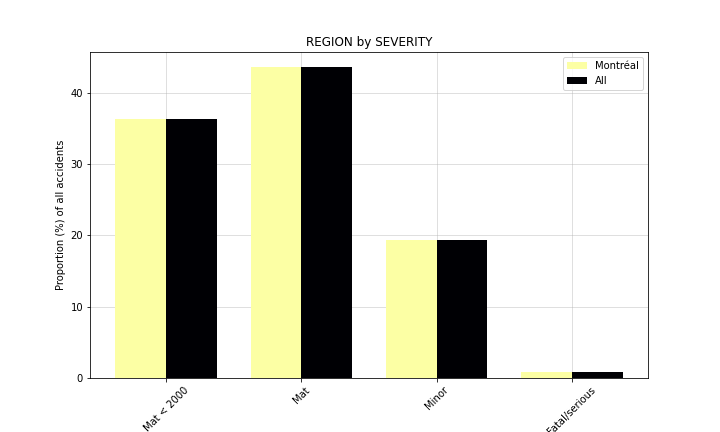 REGION by SEVERITY
Montréal
All
Proportion (%) of all accidents
40
30
20
10
0
Mat < 2000
Mat
Minor
Fatal/serious